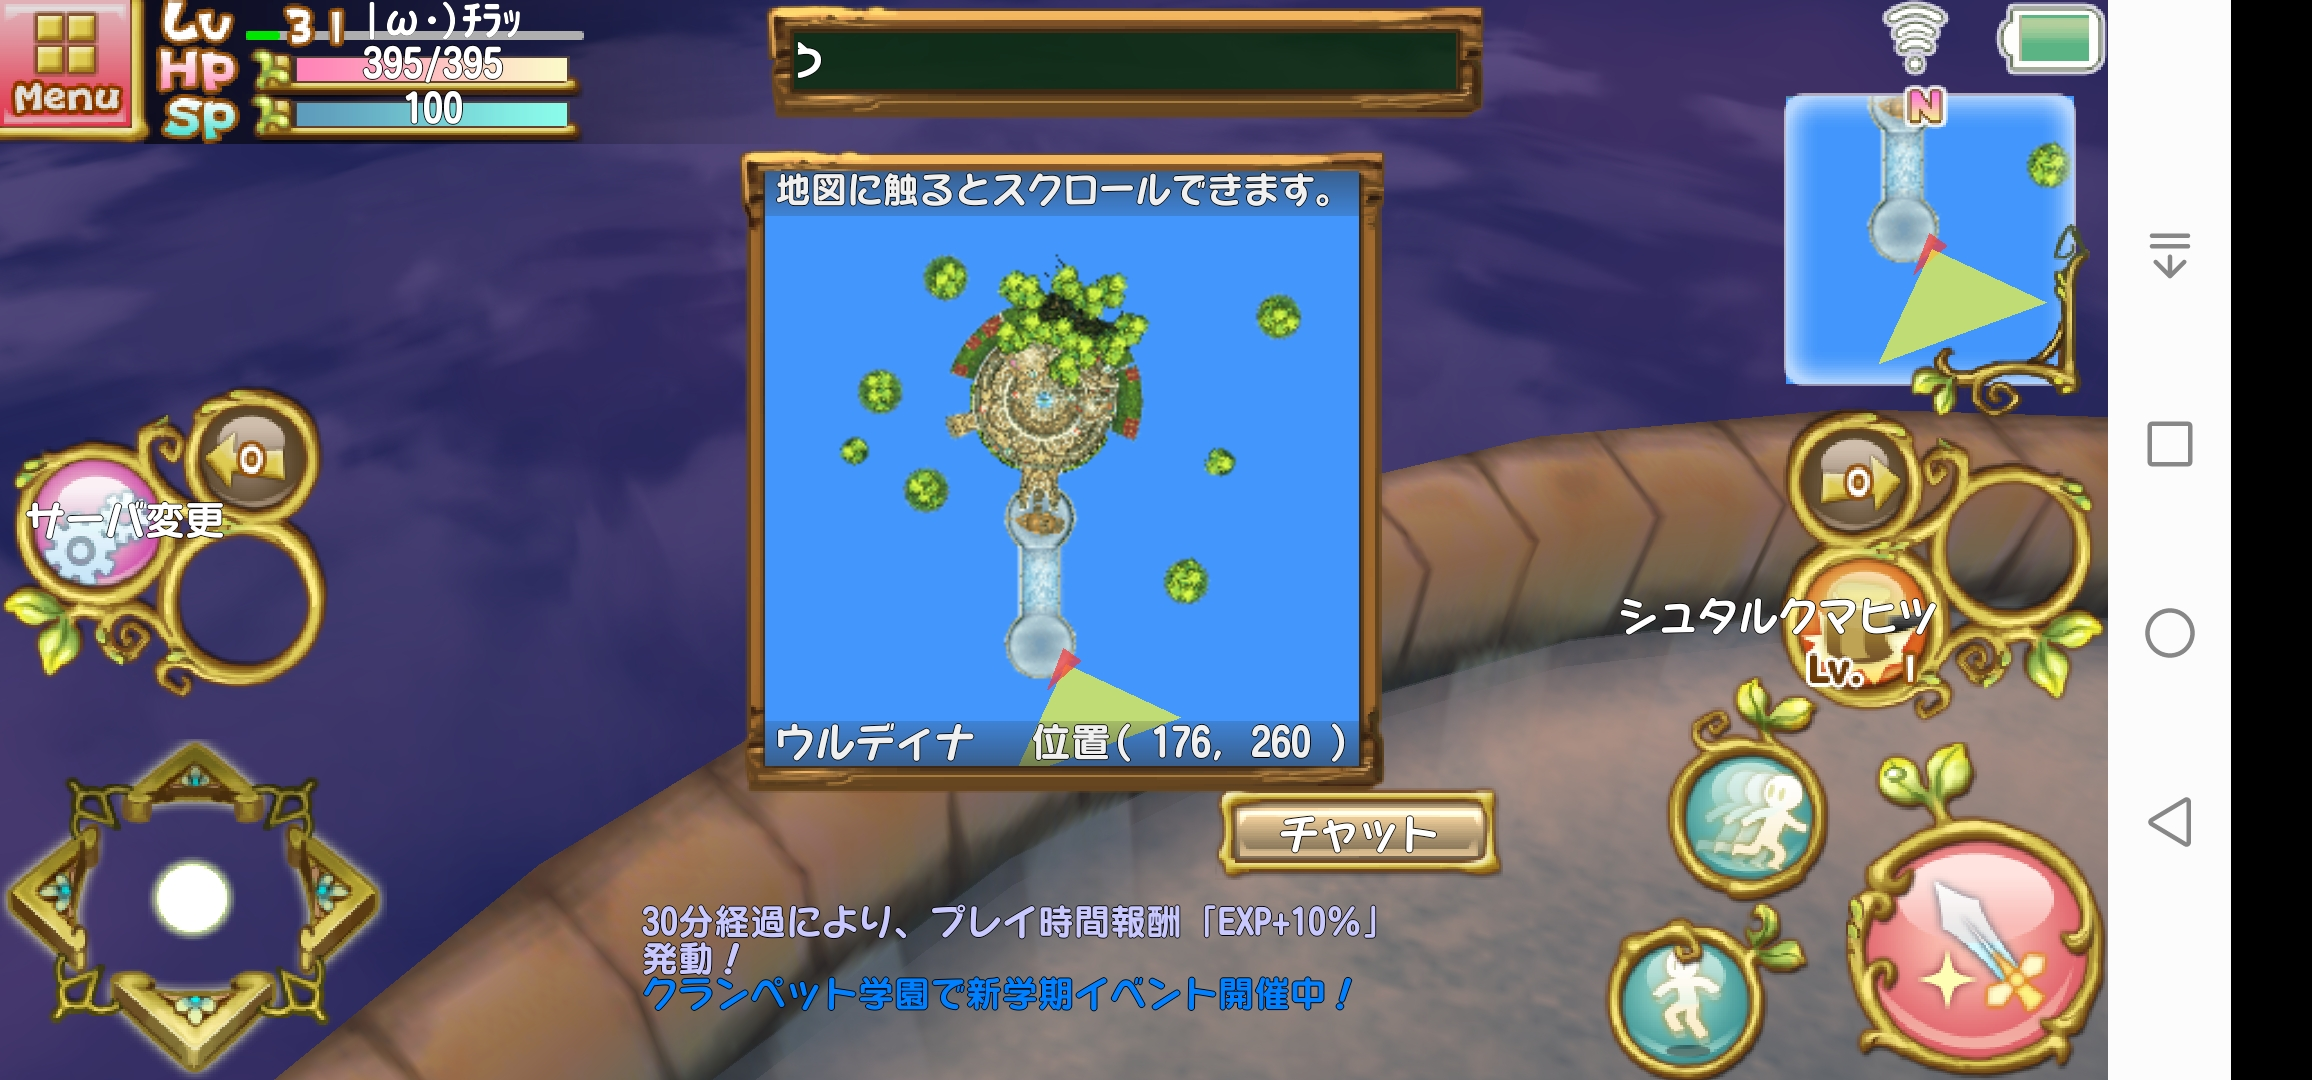 Menu
Lv 31 |ω･)ﾁﾗｯ
Hp 395/395
Sp 100
っ
N
地図に触るとスクロールできます。
0
サーバ変更
0
シュタルクマヒツ
Lv. 1
ウルディナ 位置( 176, 260 )
チャット
30分経過により、プレイ時間報酬「EXP+10%」
発動！
クランペット学園で新学期イベント開催中！